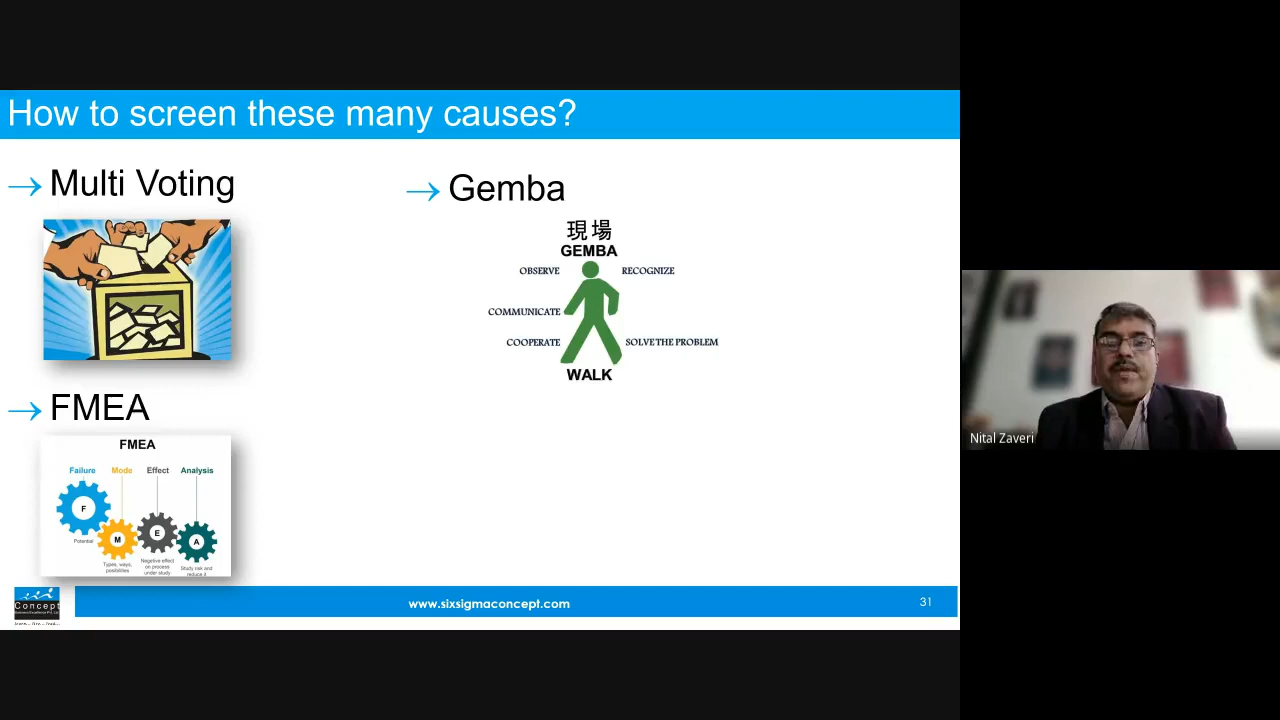 How to screen these many causes?
→ Multi Voting
→ FMEA
FMEA
Failure Mode Effect Analysis
F
M
E
A
Potential
Types, ways,
possibilities
Negetive effect
on process
under study
Study risk and
reduce it
→ Gemba
現場
GEMBA
OBSERVE RECOGNIZE
COMMUNICATE
COOPERATE SOLVE THE PROBLEM
WALK
Concept
www.sixsigmaconcept.com
31
Nital Zaveri